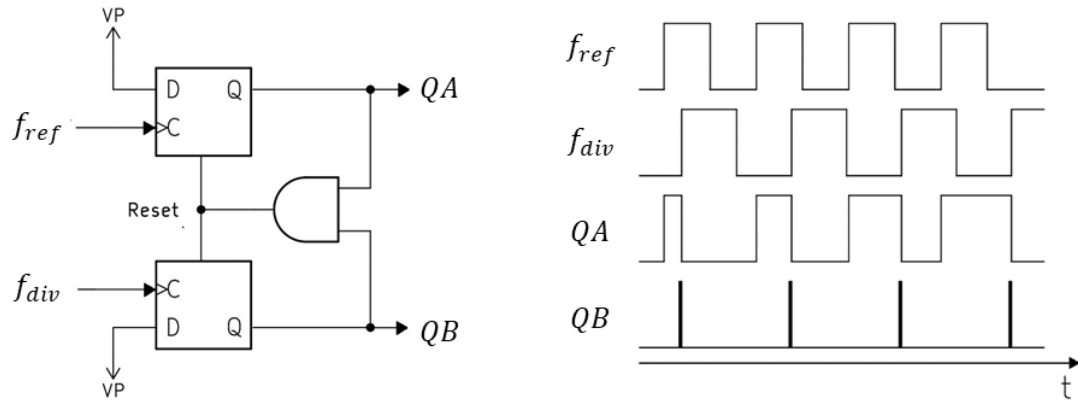 VP
D Q
QA
f_ref
C
Reset
f_div
C
D Q
QB
VP
f_ref
f_div
QA
QB
t